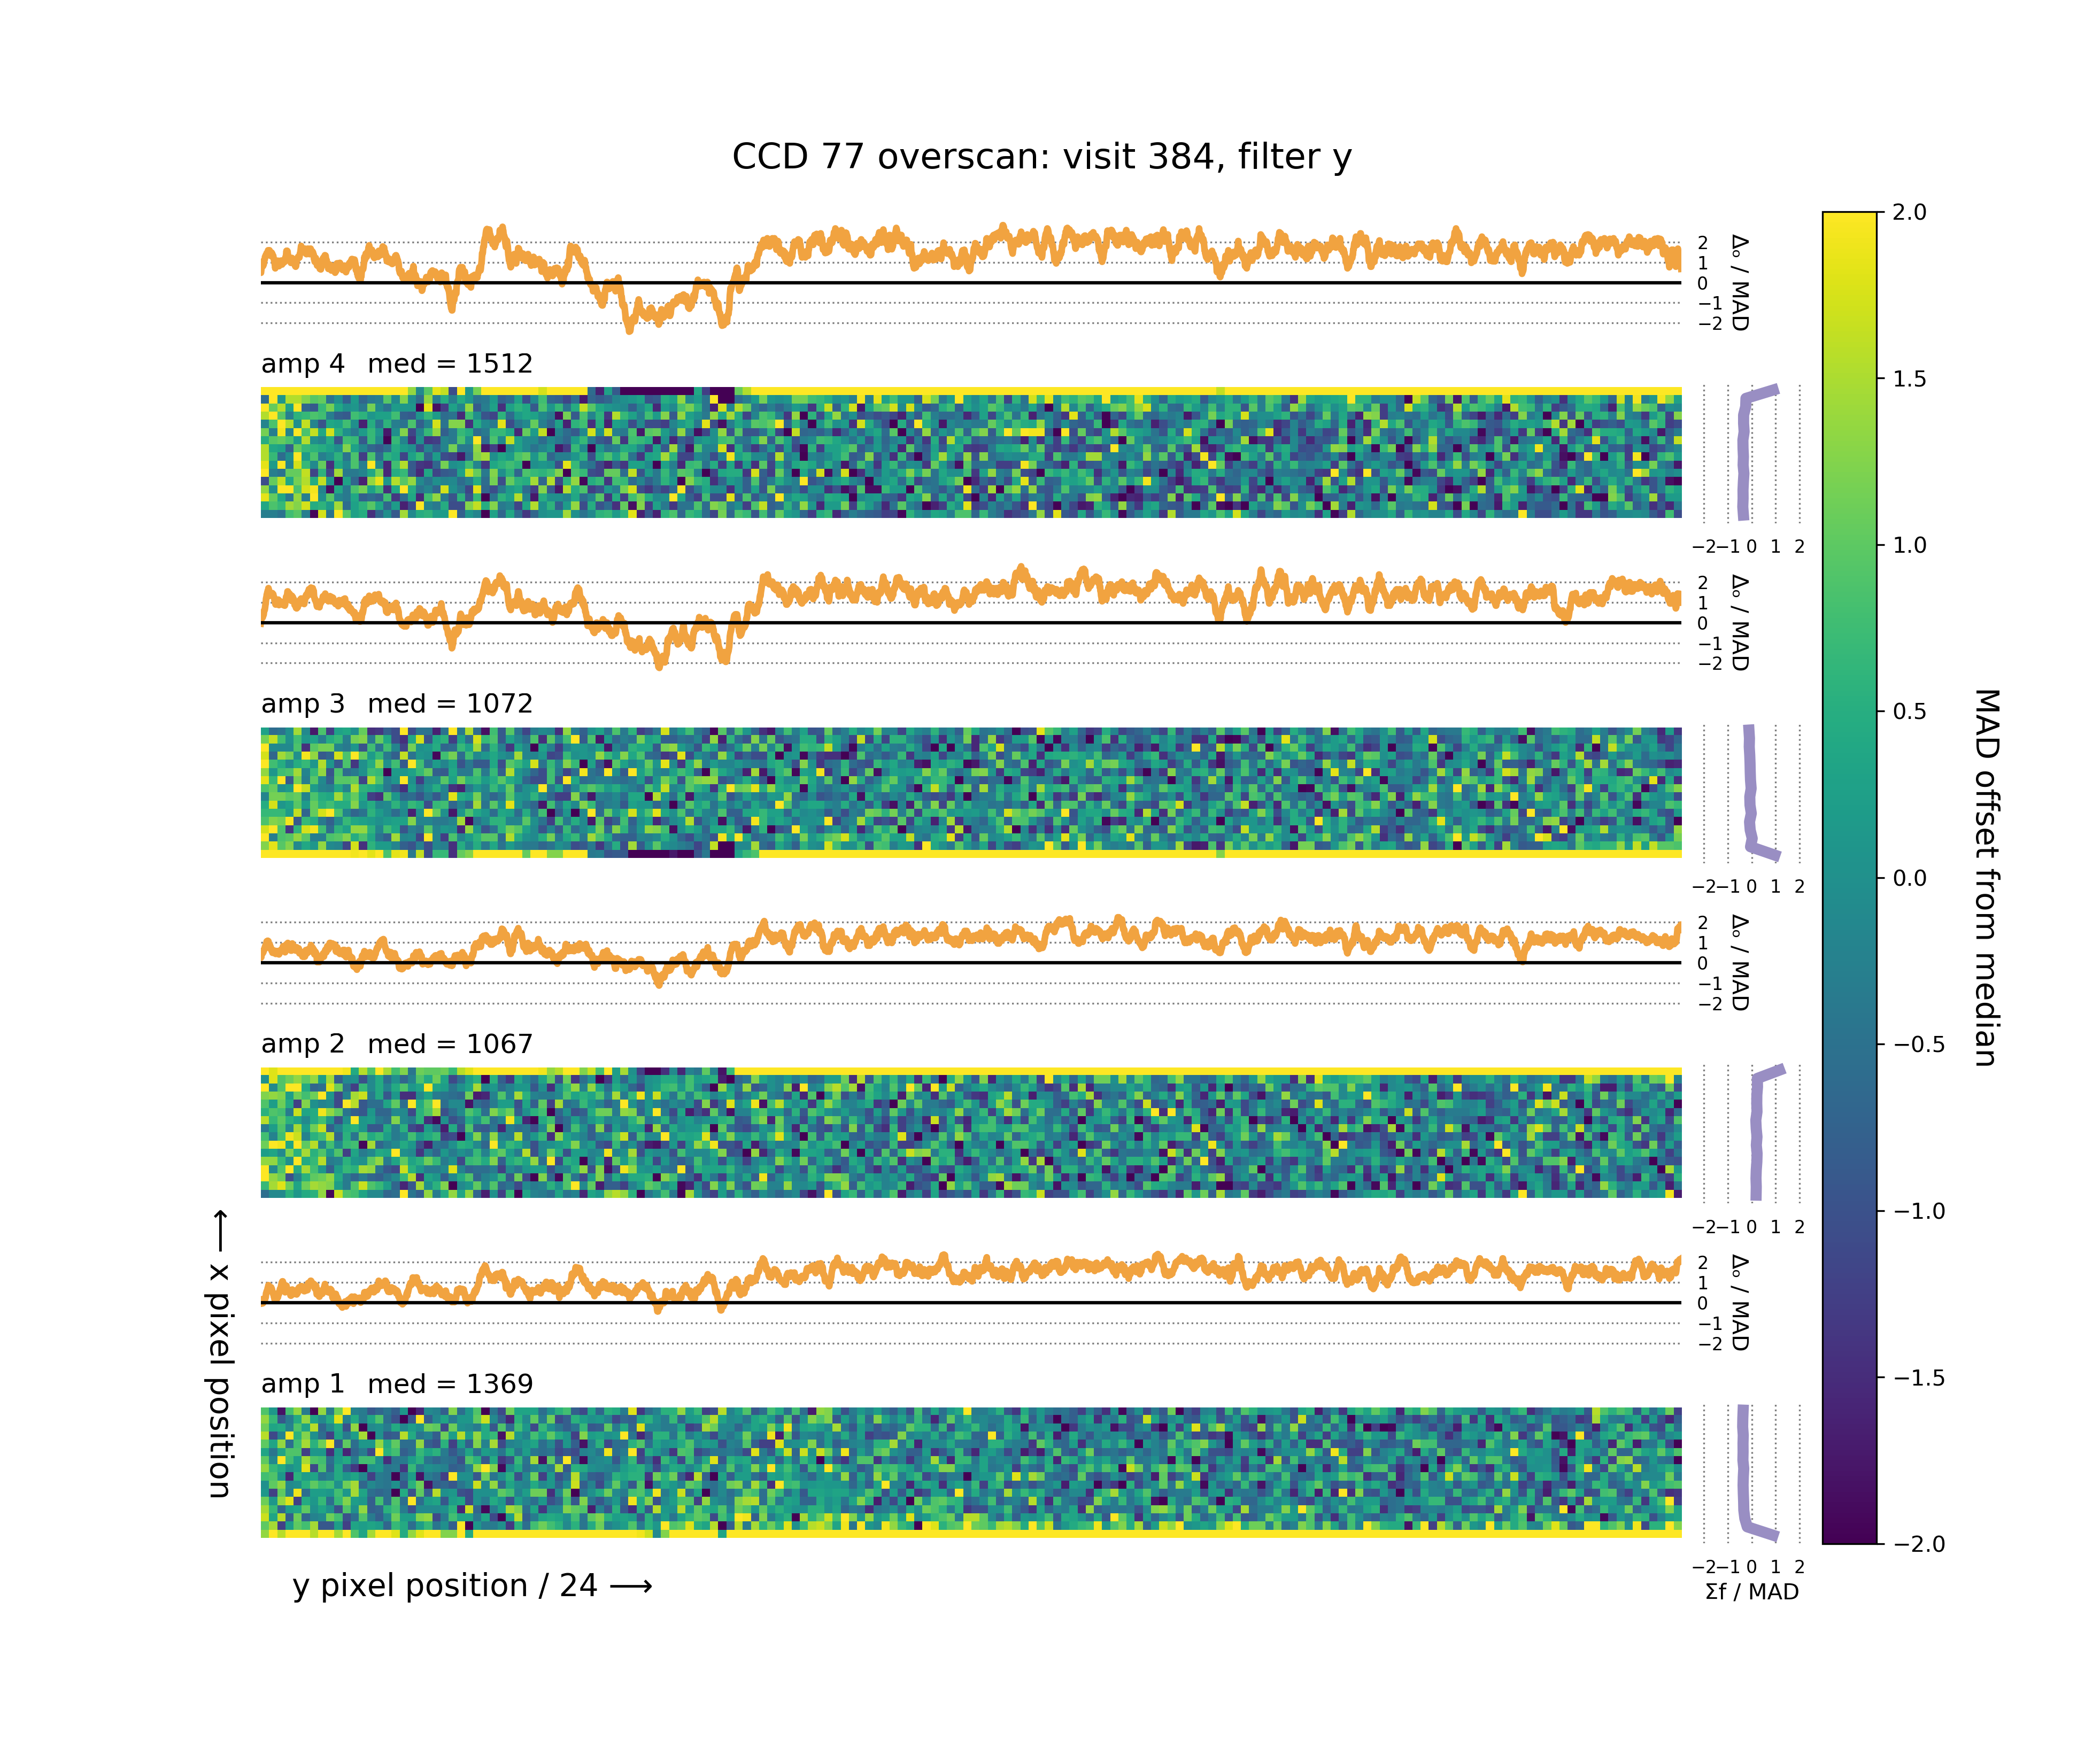 CCD 77 overscan: visit 384, filter y
2
1
0
−1
−2
Δₒ / MAD
amp 4 med = 1512
−2 −1 0 1 2
2
1
0
−1
−2
Δₒ / MAD
amp 3 med = 1072
−2 −1 0 1 2
2
1
0
−1
−2
Δₒ / MAD
amp 2 med = 1067
−2 −1 0 1 2
2
1
0
−1
−2
Δₒ / MAD
amp 1 med = 1369
−2 −1 0 1 2
Σf / MAD
⟵ x pixel position
y pixel position / 24 ⟶
2.0
1.5
1.0
0.5
0.0
−0.5
−1.0
−1.5
−2.0
MAD offset from median